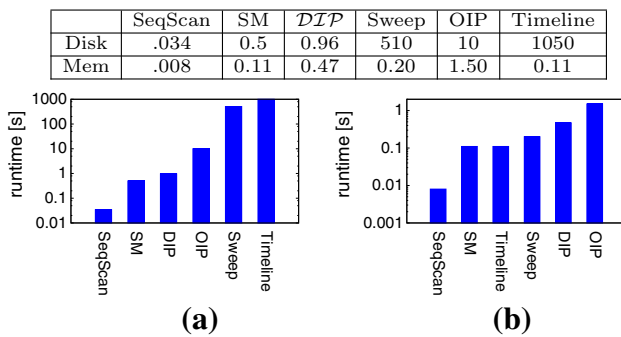 SeqScan SM DIP Sweep OIP Timeline
Disk .034 0.5 0.96 510 10 1050
Mem .008 0.11 0.47 0.20 1.50 0.11
runtime [s]
1000
100
10
1
0.1
0.01
SeqScan
SM
DIP
OIP
Sweep
Timeline
(a)
runtime [s]
1
0.1
0.01
0.001
SeqScan
SM
Timeline
Sweep
DIP
OIP
(b)